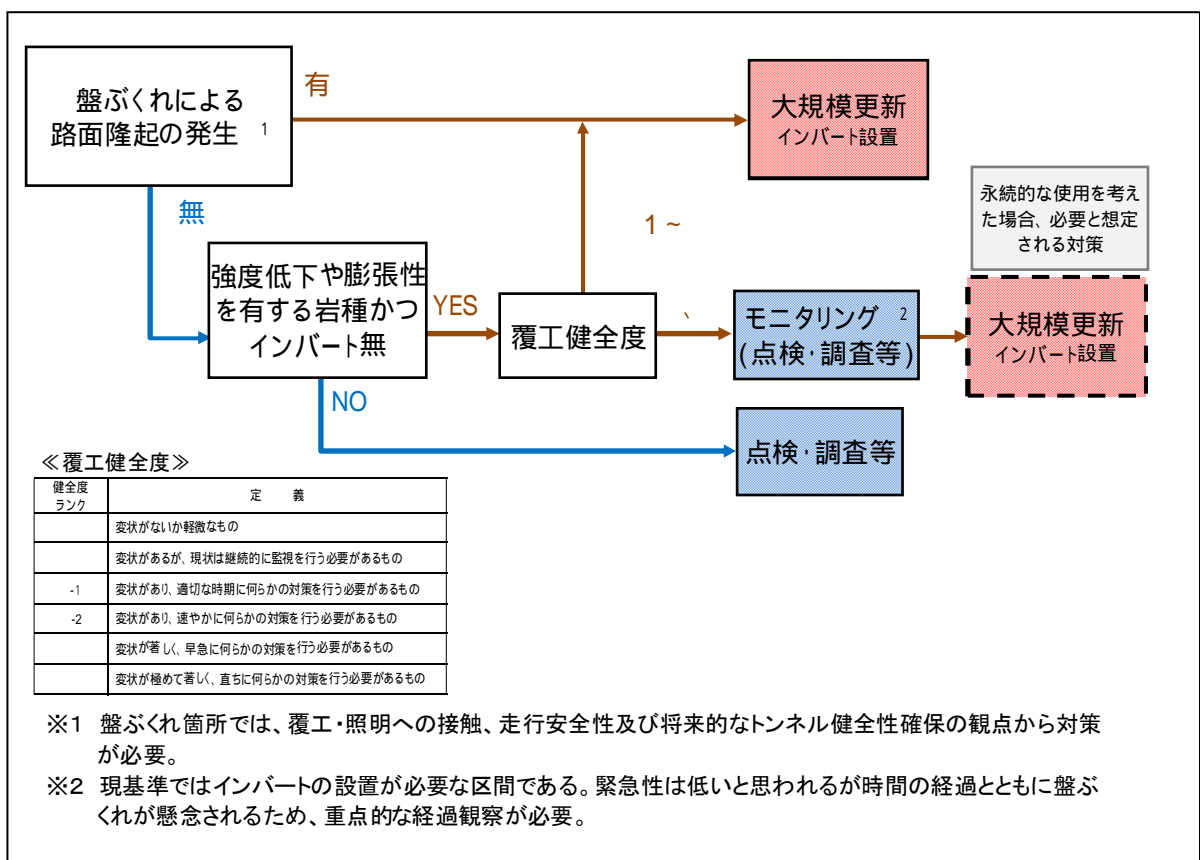 盤ぶくれによる
路面隆起の発生 1
有
大規模更新
インバート設置
無
永続的な使用を考え
た場合、必要と想定
される対策
1 ~
強度低下や膨張性
を有する岩種かつ
インバート無
YES
覆工健全度
、
モニタリング 2
(点検・調査等)
大規模更新
インバート設置
NO
点検・調査等
≪覆工健全度≫
健全度
ランク
定 義
変状がないか軽微なもの
変状があるが、現状は継続的に監視を行う必要があるもの
-1 変状があり、適切な時期に何らかの対策を行う必要があるもの
-2 変状があり、速やかに何らかの対策を行う必要があるもの
変状が著しく、早急に何らかの対策を行う必要があるもの
変状が極めて著しく、直ちに何らかの対策を行う必要があるもの
※1 盤ぶくれ箇所では、覆工・照明への接触、走行安全性及び将来的なトンネル健全性確保の観点から対策
が必要。
※2 現基準ではインバートの設置が必要な区間である。緊急性は低いと思われるが時間の経過とともに盤ぶ
くれが懸念されるため、重点的な経過観察が必要。